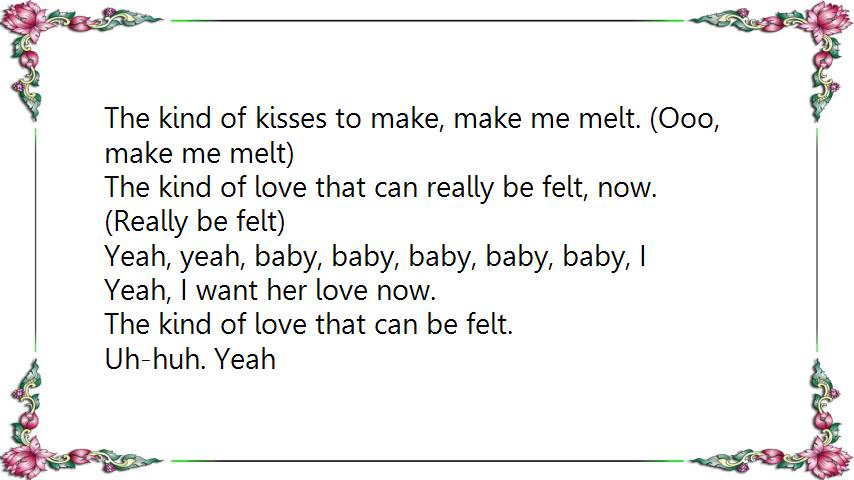 The kind of kisses to make, make me melt. (Ooo,
make me melt)
The kind of love that can really be felt, now.
(Really be felt)
Yeah, yeah, baby, baby, baby, baby, baby, I
Yeah, I want her love now.
The kind of love that can be felt.
Uh-huh. Yeah